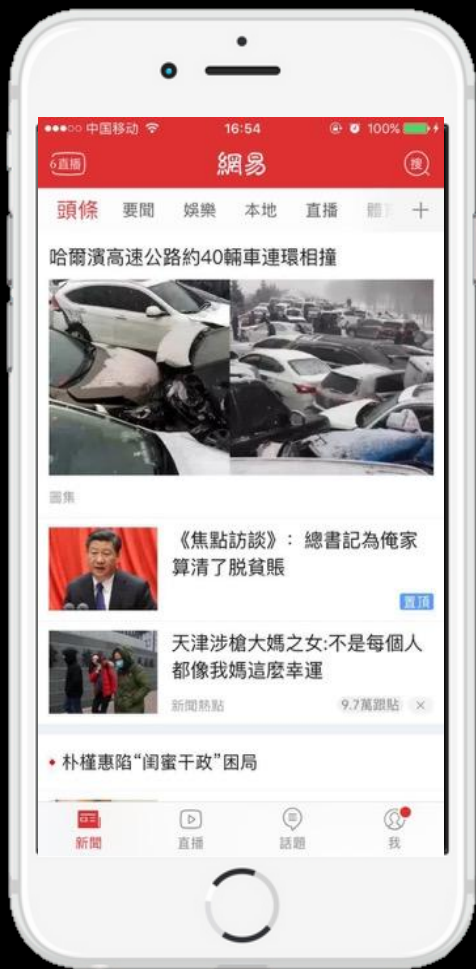 中国移动
16:54
100%
6直播
網易
搜
頭條 要聞 娛樂 本地 直播 體
哈爾濱高速公路約40輛車連環相撞
圖集
《焦點訪談》：總書記為俺家
算清了脱貧賬
置頂
天津涉槍大媽之女:不是每個人
都像我媽這麼幸運
新聞熱點
9.7萬跟貼
朴槿惠陷“闺蜜干政”困局
新聞 直播 話題 我